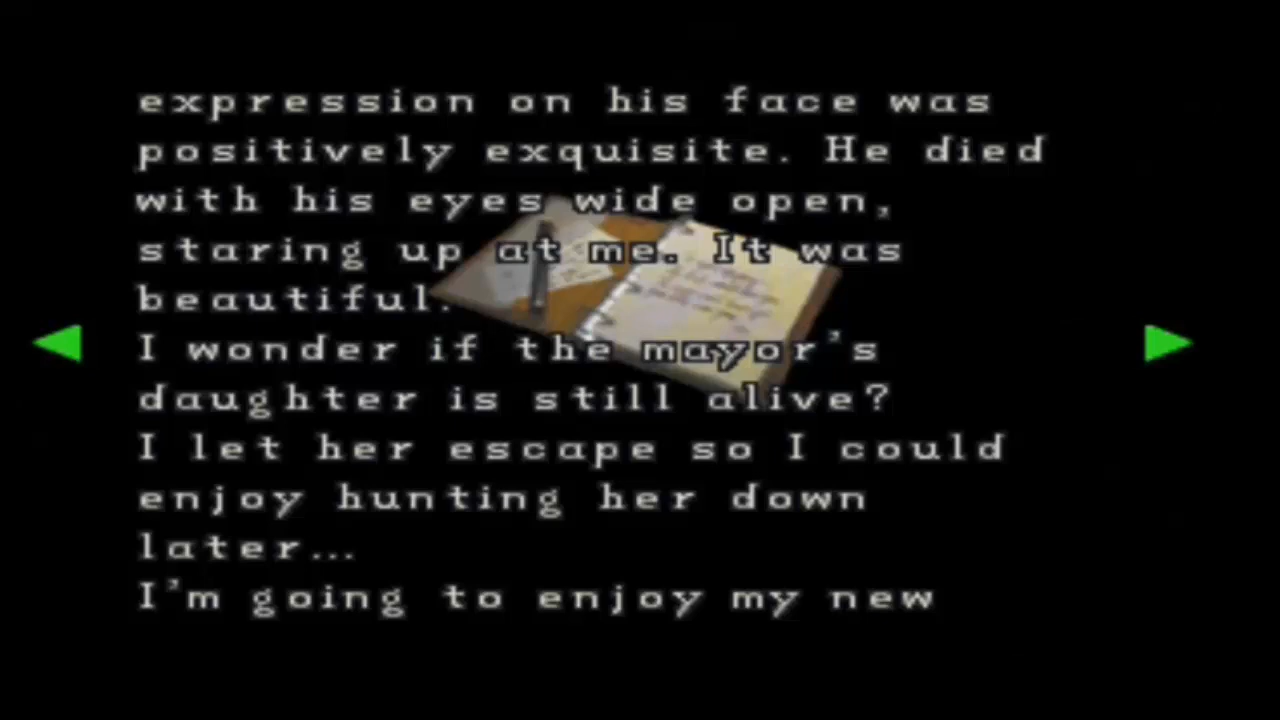 expression on his face was
positively exquisite. He died
with his eyes wide open,
staring up at me. It was
beautiful.
I wonder if the mayor's
daughter is still alive?
I let her escape so I could
enjoy hunting her down
later...
I'm going to enjoy my new